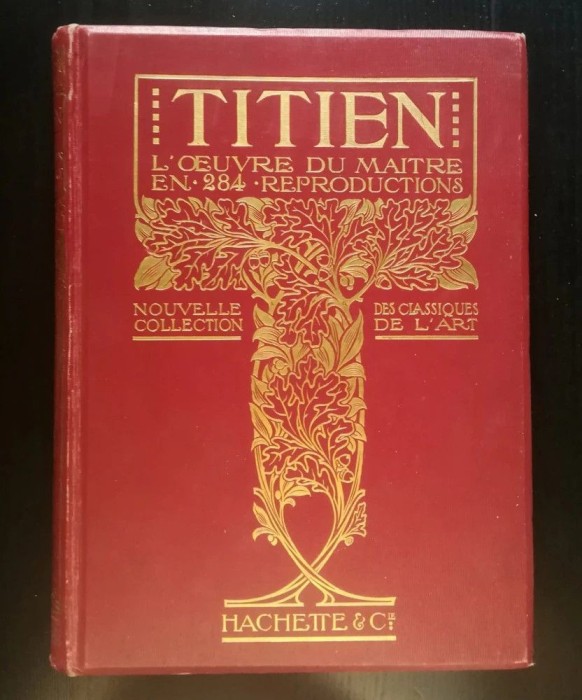 TITIEN
L'ŒUVRE DU MAITRE
EN · 284 · REPRODUCTIONS
NOUVELLE
COLLECTION
DES CLASSIQUES
DE L'ART
HACHETTE & CIE